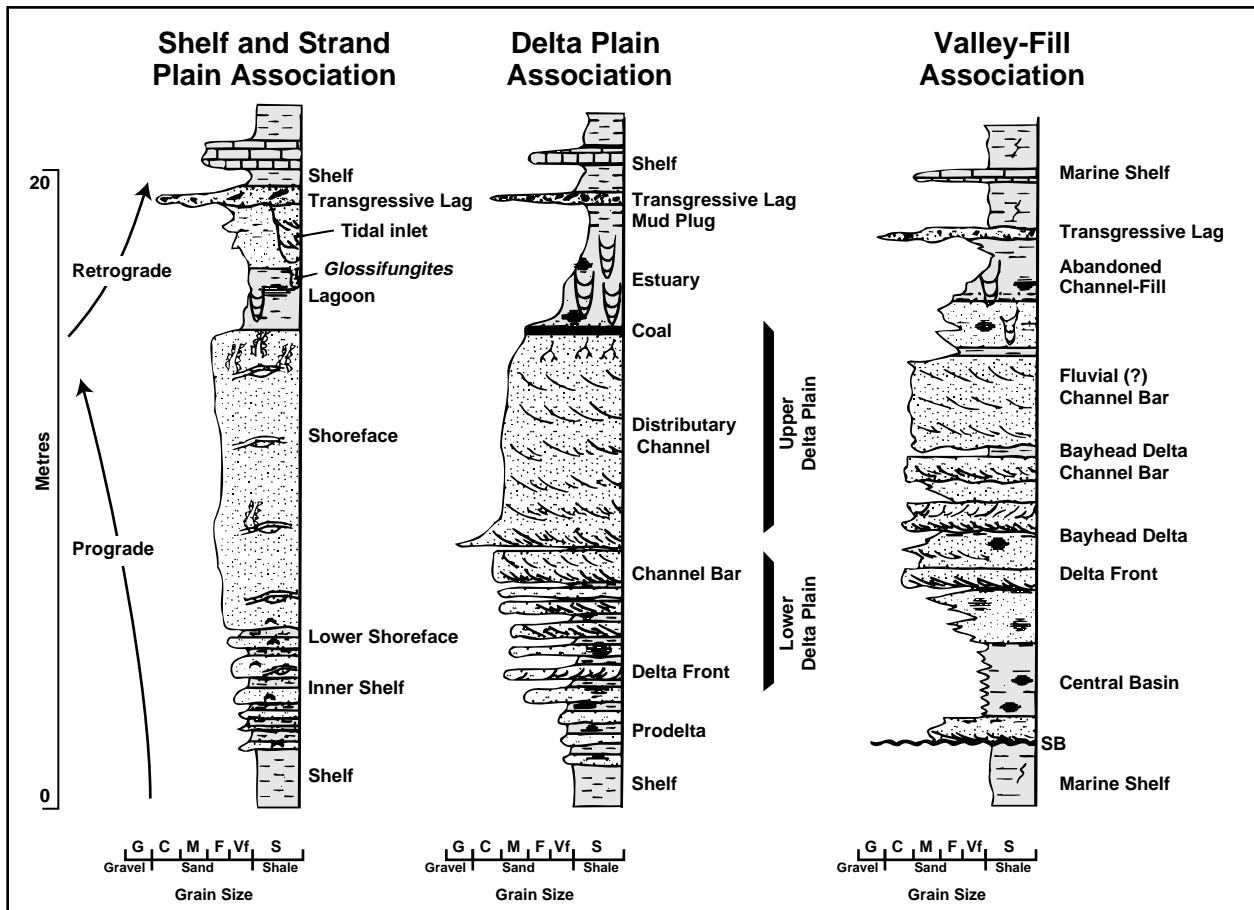 Shelf and Strand
Plain Association
Delta Plain
Association
Valley-Fill
Association
Metres
20
0
Retrograde
Prograde
Shelf
Transgressive Lag
Tidal inlet
Glossifungites
Lagoon
Shoreface
Lower Shoreface
Inner Shelf
Shelf
G C M F Vf S
Gravel Sand Shale
Grain Size
Shelf
Transgressive Lag
Mud Plug
Estuary
Coal
Distributary
Channel
Channel Bar
Delta Front
Prodelta
Shelf
Upper
Delta Plain
Lower
Delta Plain
G C M F Vf S
Gravel Sand Shale
Grain Size
Marine Shelf
Transgressive Lag
Abandoned
Channel-Fill
Fluvial (?)
Channel Bar
Bayhead Delta
Channel Bar
Bayhead Delta
Delta Front
Central Basin
SB
Marine Shelf
G C M F Vf S
Gravel Sand Shale
Grain Size